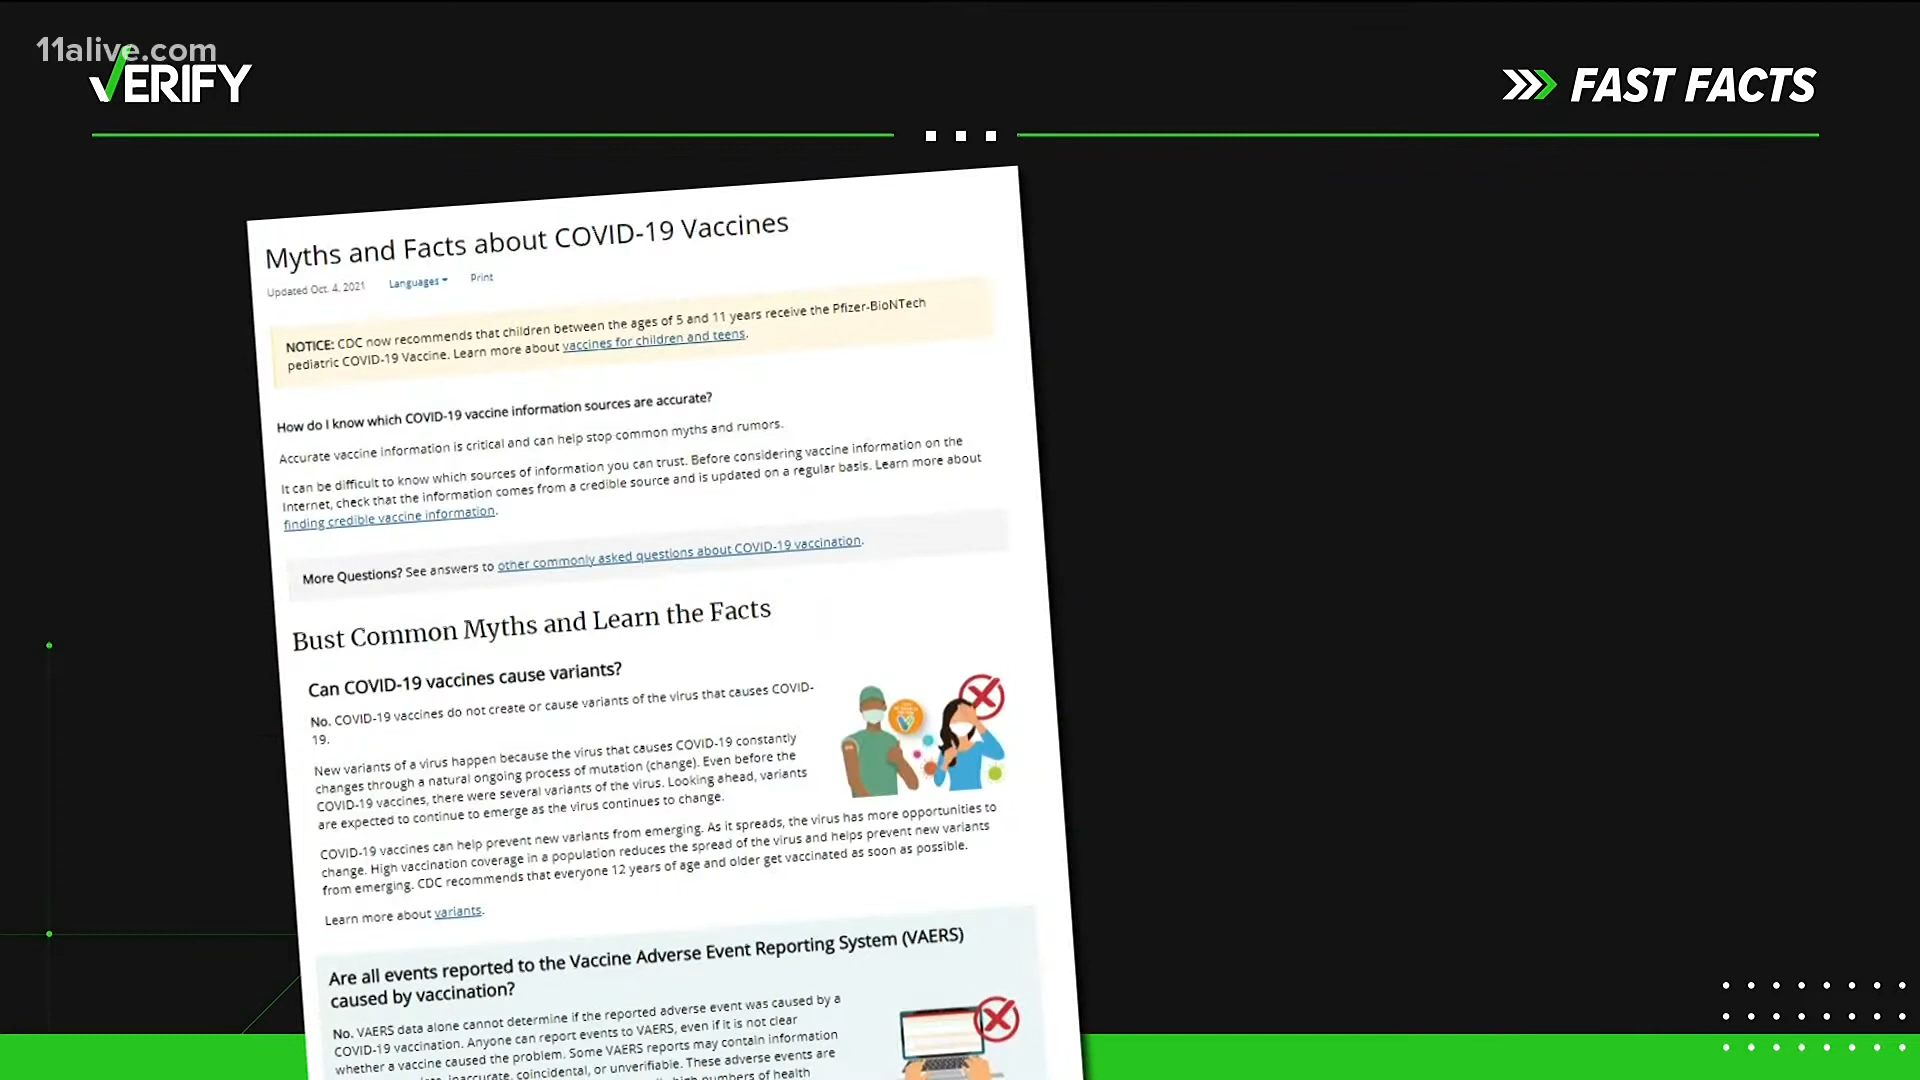 11alive.com
VERIFY
FAST FACTS
Myths and Facts about COVID-19 Vaccines
Updated Oct. 4, 2021 Languages Print
NOTICE: CDC now recommends that children between the ages of 5 and 11 years receive the Pfizer-BioNTech
pediatric COVID-19 Vaccine. Learn more about vaccines for children and teens.
How do I know which COVID-19 vaccine information sources are accurate?
Accurate vaccine information is critical and can help stop common myths and rumors.
It can be difficult to know which sources of information you can trust. Before considering vaccine information on the
Internet, check that the information comes from a credible source and is updated on a regular basis. Learn more about
finding credible vaccine information.
More Questions? See answers to other commonly asked questions about COVID-19 vaccination.
Bust Common Myths and Learn the Facts
Can COVID-19 vaccines cause variants?
No. COVID-19 vaccines do not create or cause variants of the virus that causes COVID-
19.
New variants of a virus happen because the virus that causes COVID-19 constantly
changes through a natural ongoing process of mutation (change). Even before the
COVID-19 vaccines, there were several variants of the virus. Looking ahead, variants
are expected to continue to emerge as the virus continues to change.
COVID-19 vaccines can help prevent new variants from emerging. As it spreads, the virus has more opportunities to
change. High vaccination coverage in a population reduces the spread of the virus and helps prevent new variants
from emerging. CDC recommends that everyone 12 years of age and older get vaccinated as soon as possible.
Learn more about variants.
Are all events reported to the Vaccine Adverse Event Reporting System (VAERS)
caused by vaccination?
No. VAERS data alone cannot determine if the reported adverse event was caused by a
COVID-19 vaccination. Anyone can report events to VAERS, even if it is not clear
whether a vaccine caused the problem. Some VAERS reports may contain information
inaccurate, coincidental, or unverifiable. These adverse events are
numbers of health